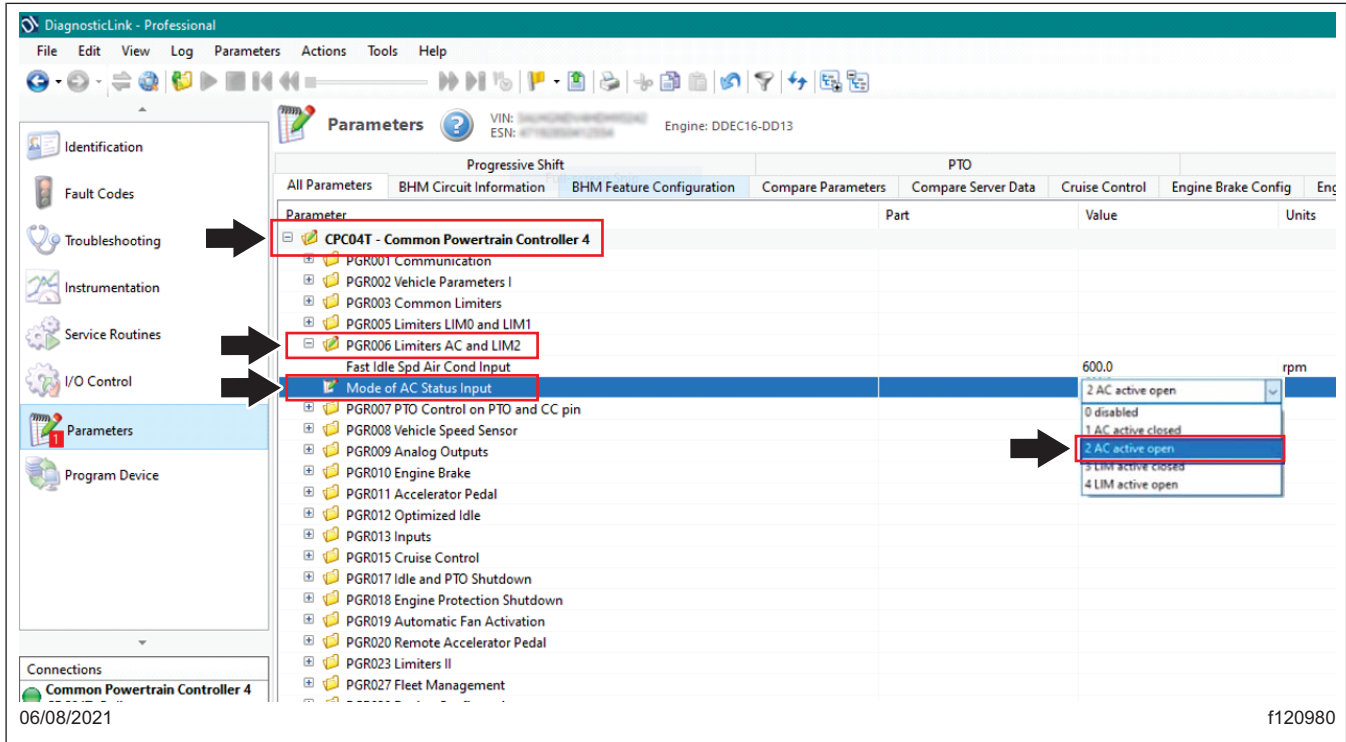 DiagnosticLink - Professional
File Edit View Log Parameters Actions Tools Help
Identification
Fault Codes
Troubleshooting
Instrumentation
Service Routines
I/O Control
Parameters
1
Program Device
Connections
Common Powertrain Controller 4
Parameters
VIN:
ESN:
Engine: DDEC16-DD13
Progressive Shift PTO
All Parameters BHM Circuit Information BHM Feature Configuration Compare Parameters Compare Server Data Cruise Control Engine Brake Config Eng
Parameter Part Value Units
CPC04T - Common Powertrain Controller 4
PGR001 Communication
PGR002 Vehicle Parameters I
PGR003 Common Limiters
PGR005 Limiters LIM0 and LIM1
PGR006 Limiters AC and LIM2
Fast Idle Spd Air Cond Input 600.0 rpm
Mode of AC Status Input 2 AC active open
0 disabled
1 AC active closed
2 AC active open
3 LIM active closed
4 LIM active open
PGR007 PTO Control on PTO and CC pin
PGR008 Vehicle Speed Sensor
PGR009 Analog Outputs
PGR010 Engine Brake
PGR011 Accelerator Pedal
PGR012 Optimized Idle
PGR013 Inputs
PGR015 Cruise Control
PGR017 Idle and PTO Shutdown
PGR018 Engine Protection Shutdown
PGR019 Automatic Fan Activation
PGR020 Remote Accelerator Pedal
PGR023 Limiters II
PGR027 Fleet Management
06/08/2021 f120980